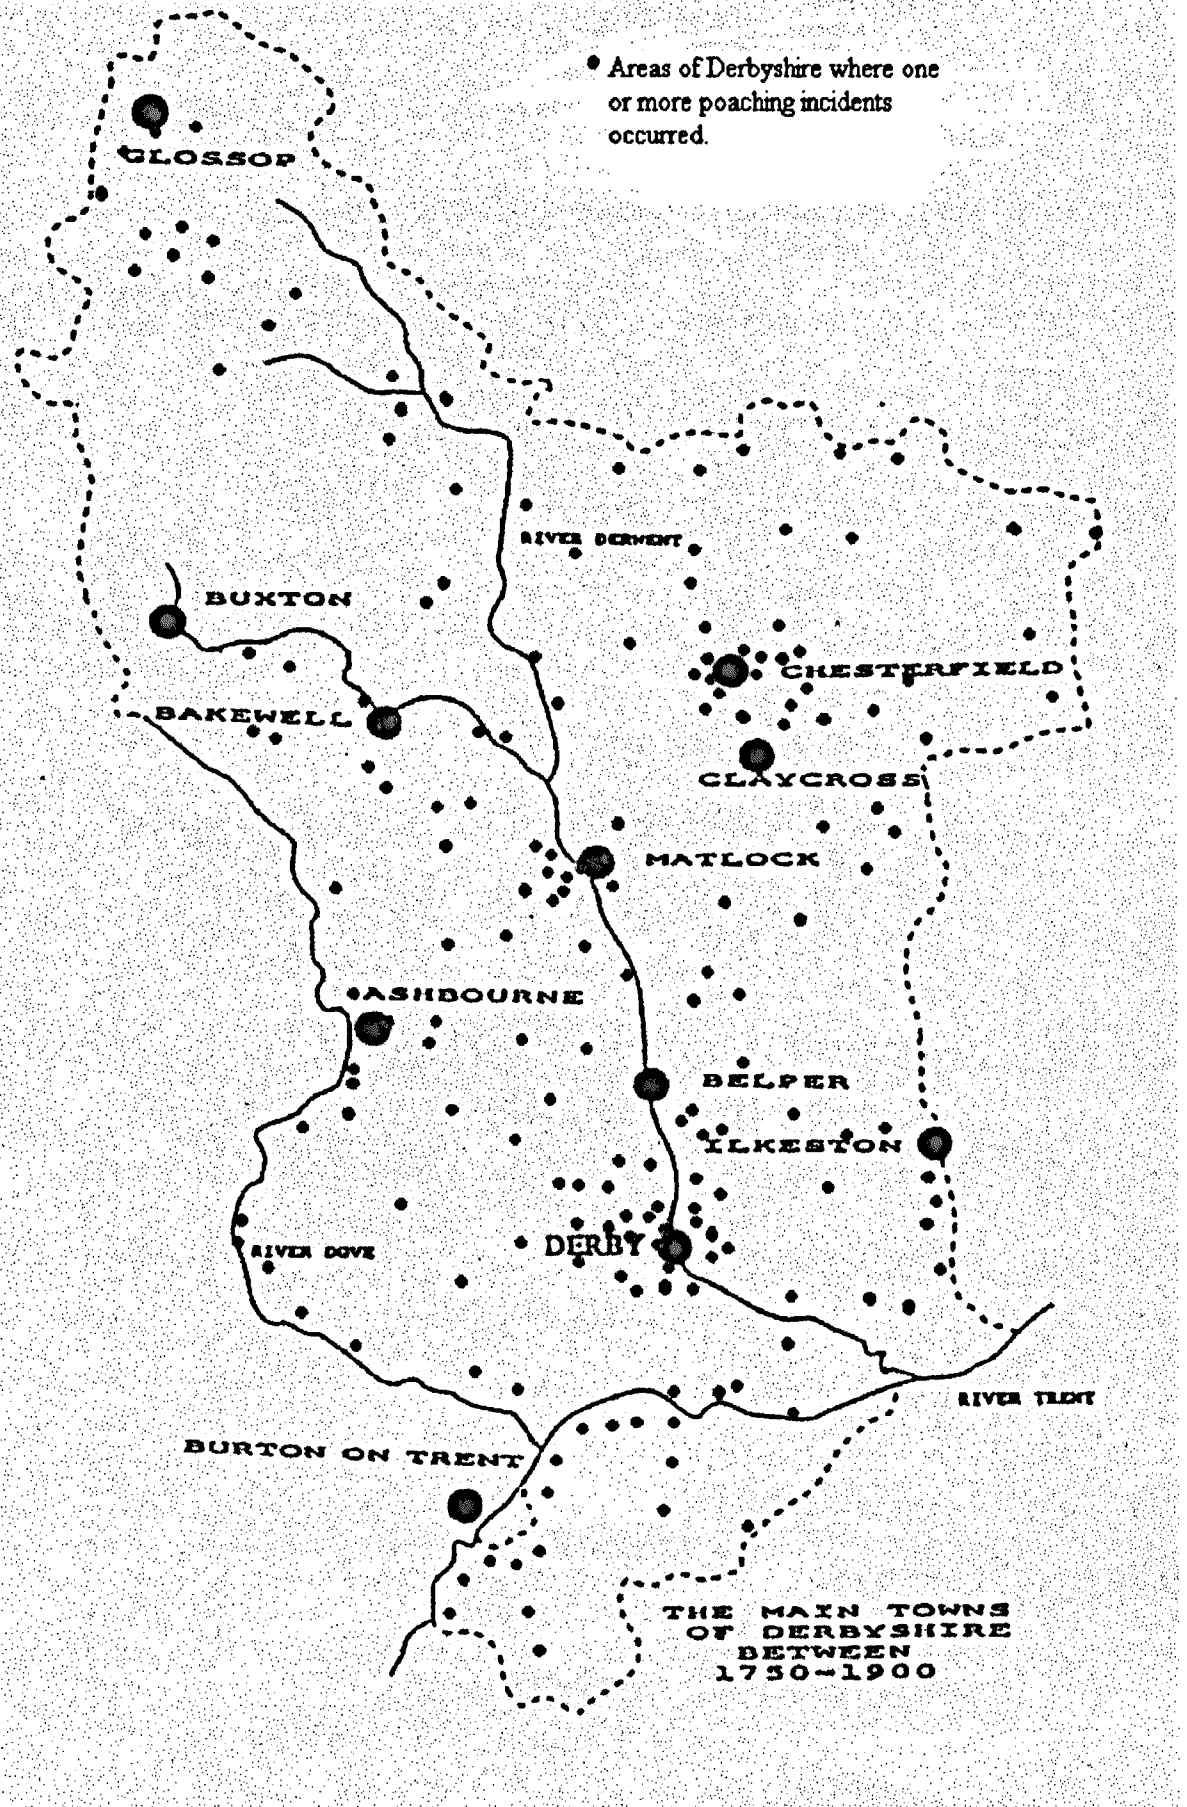 Areas of Derbyshire where one
or more poaching incidents
occurred.
GLOSSOP
RIVER DERWENT
BUXTON
CHESTERFIELD
BAKEWELL
CLAYCROSS
MATLOCK
ASHBOURNE
BELPER
ILKESTON
DERBY
RIVER DOVE
RIVER TRENT
BURTON ON TRENT
THE MAIN TOWNS
OF DERBYSHIRE
BETWEEN
1750-1900